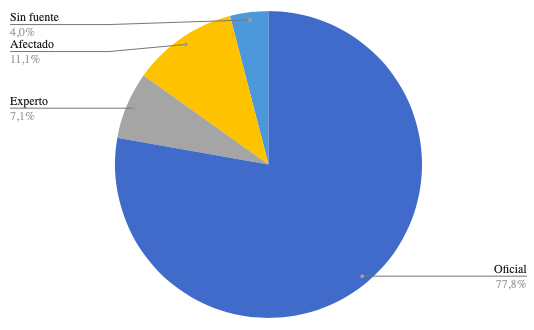 Sin fuente
4,0%
Afectado
11,1%
Experto
7,1%
Oficial
77,8%